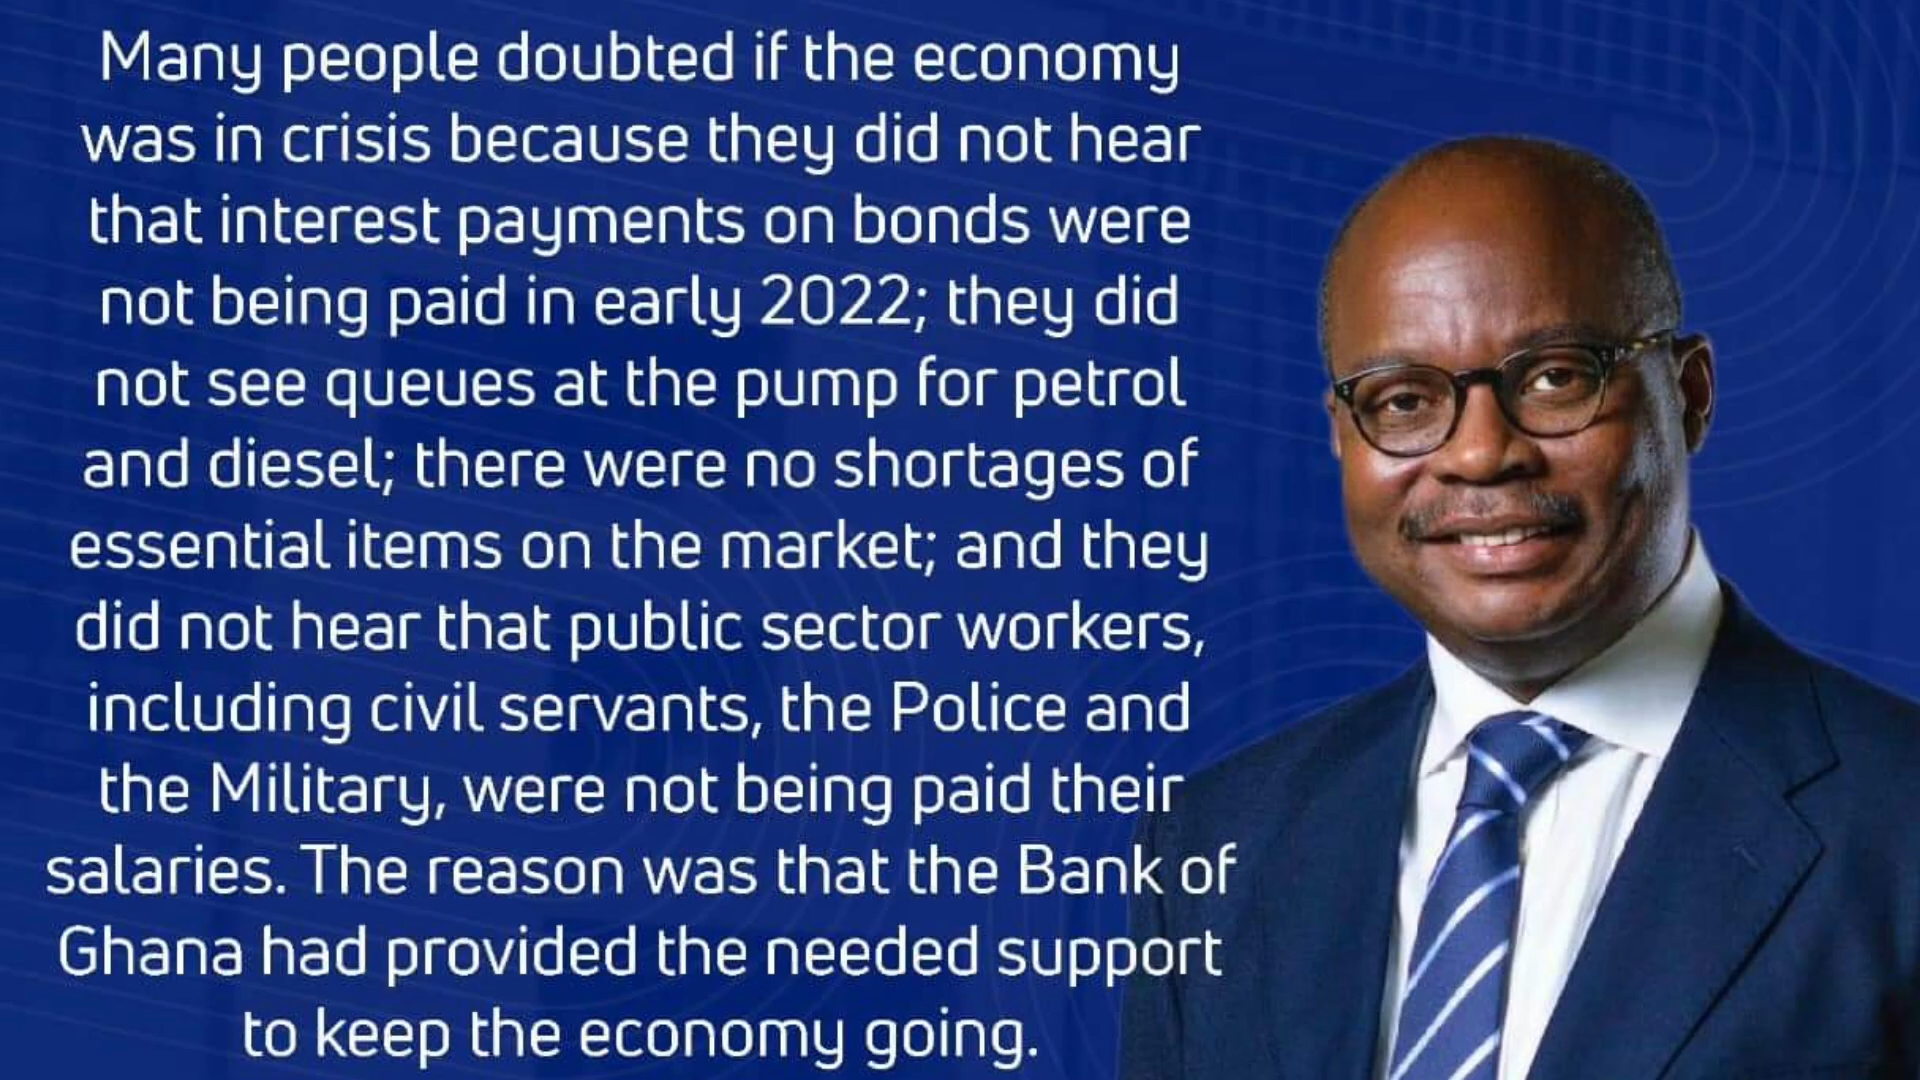 Many people doubted if the economy
was in crisis because they did not hear
that interest payments on bonds were
not being paid in early 2022; they did
not see queues at the pump for petrol
and diesel; there were no shortages of
essential items on the market; and they
did not hear that public sector workers,
including civil servants, the Police and
the Military, were not being paid their
salaries. The reason was that the Bank of
Ghana had provided the needed support
to keep the economy going.